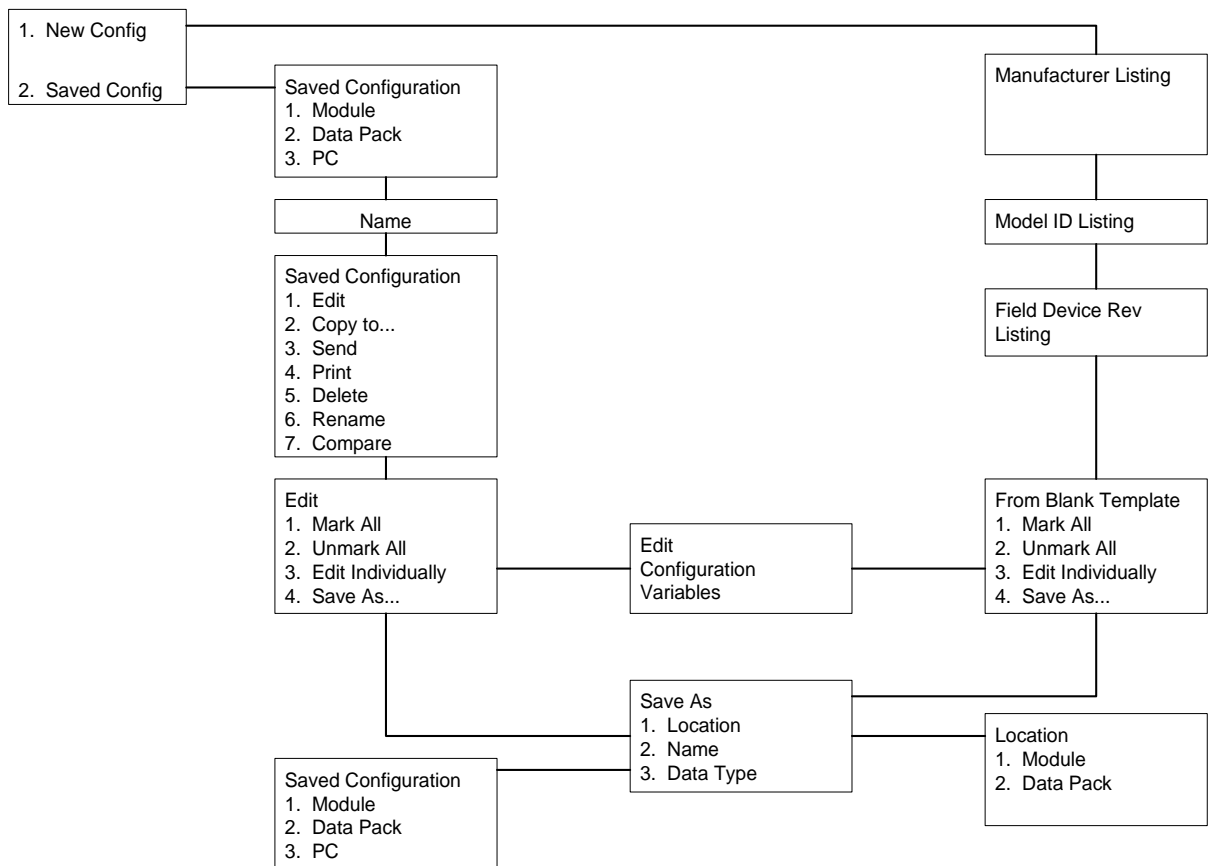 1. New Config
2. Saved Config
Saved Configuration
1. Module
2. Data Pack
3. PC
Manufacturer Listing
Name
Model ID Listing
Saved Configuration
1. Edit
2. Copy to...
3. Send
4. Print
5. Delete
6. Rename
7. Compare
Field Device Rev
Listing
Edit
1. Mark All
2. Unmark All
3. Edit Individually
4. Save As...
Edit
Configuration
Variables
From Blank Template
1. Mark All
2. Unmark All
3. Edit Individually
4. Save As...
Save As
1. Location
2. Name
3. Data Type
Location
1. Module
2. Data Pack
Saved Configuration
1. Module
2. Data Pack
3. PC